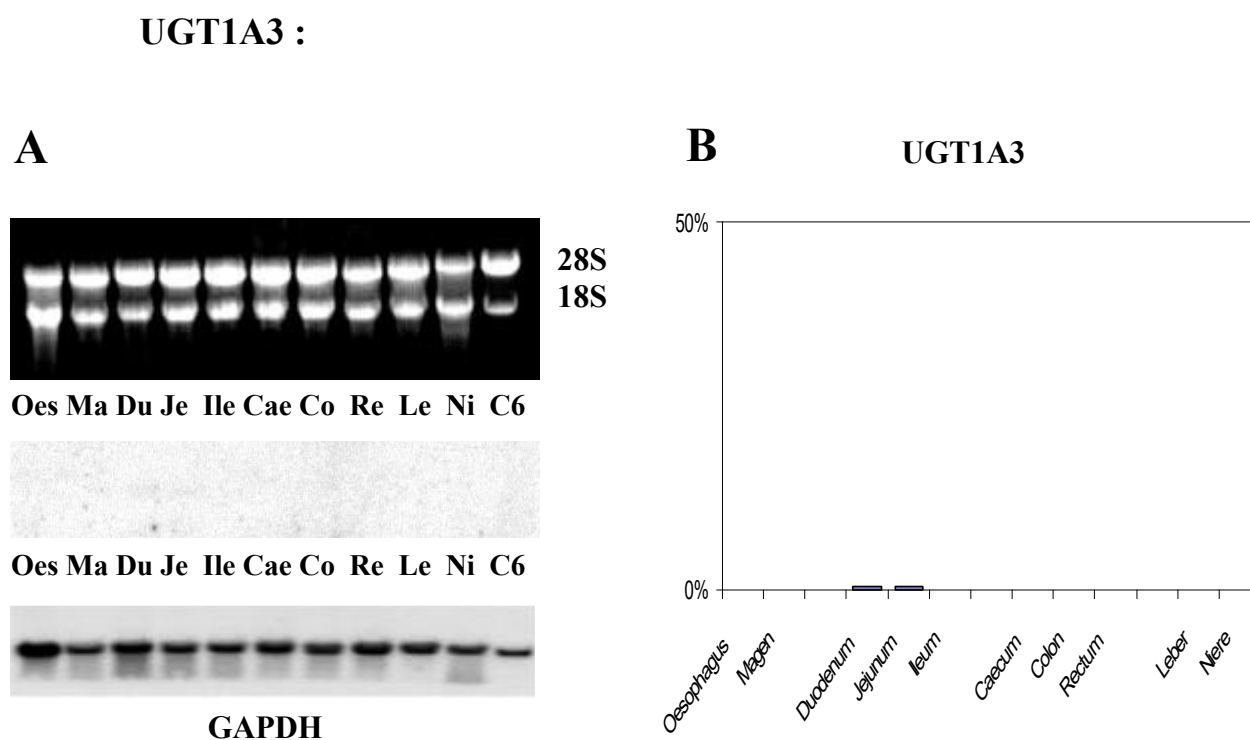 UGT1A3 :
A
28S
18S
Oes Ma Du Je Ile Cae Co Re Le Ni C6
Oes Ma Du Je Ile Cae Co Re Le Ni C6
GAPDH
B
UGT1A3
50%
0%
Oesophagus
Magen
Duodenum
Jejunum
Ileum
Caecum
Colon
Rectum
Leber
Niere